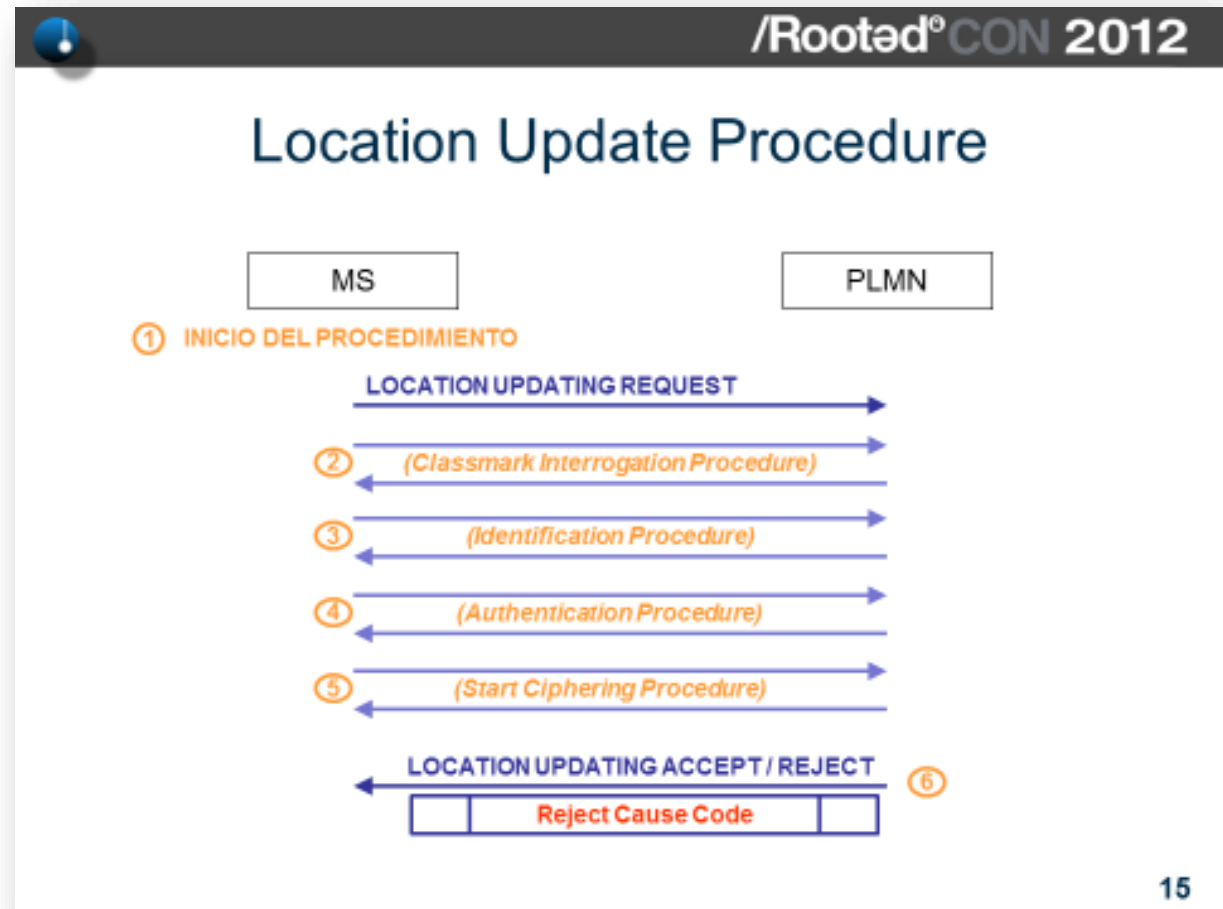 /Rootəd®CON 2012
Location Update Procedure
MS
PLMN
1 INICIO DEL PROCEDIMIENTO
LOCATION UPDATING REQUEST
2 (Classmark Interrogation Procedure)
3 (Identification Procedure)
4 (Authentication Procedure)
5 (Start Ciphering Procedure)
LOCATION UPDATING ACCEPT / REJECT
6
Reject Cause Code
15